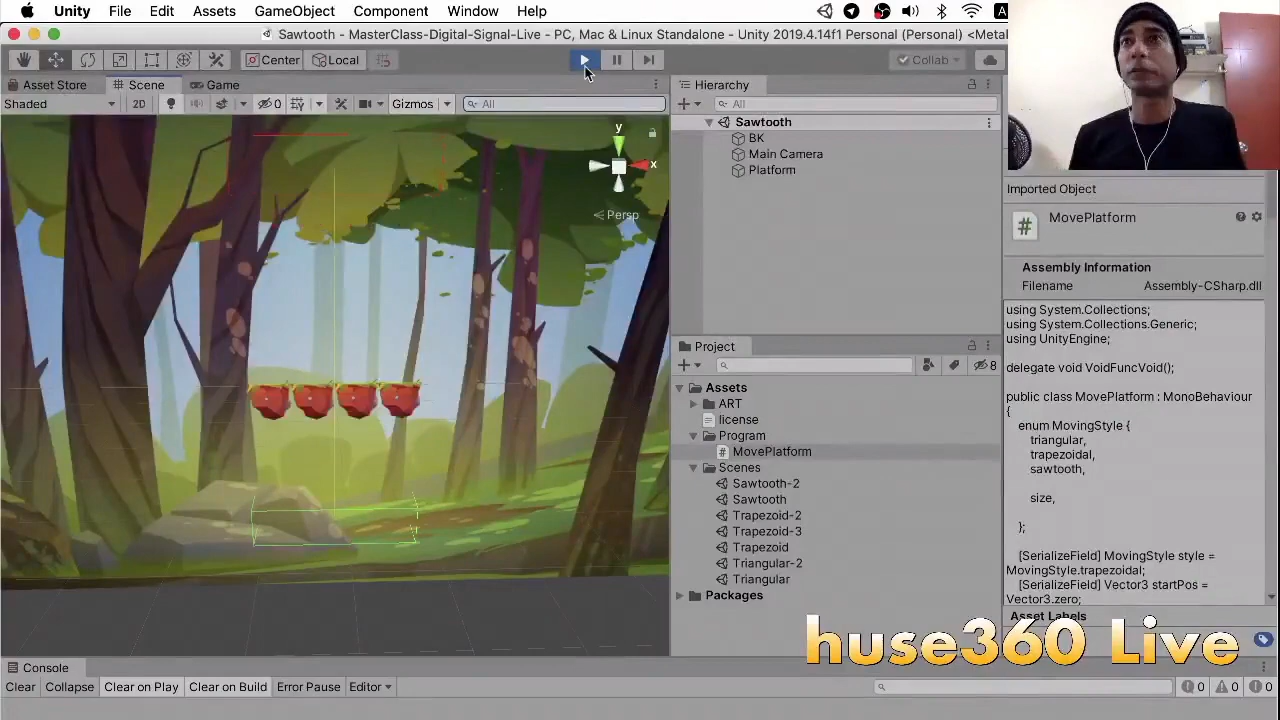 Unity File Edit Assets GameObject Component Window Help
Sawtooth - MasterClass-Digital-Signal-Live - PC, Mac & Linux Standalone - Unity 2019.4.14f1 Personal (Personal) <Metal
Center Local Collab
Asset Store Scene Game
Shaded 2D 0 Gizmos All
y
x
Persp
Hierarchy
All
Sawtooth
BK
Main Camera
Platform
Project
8
Assets
ART
license
Program
MovePlatform
Scenes
Sawtooth-2
Sawtooth
Trapezoid-2
Trapezoid-3
Trapezoid
Triangular-2
Triangular
Packages
Imported Object
# MovePlatform
Assembly Information
Filename Assembly-CSharp.dll
using System.Collections;
using System.Collections.Generic;
using UnityEngine;
delegate void VoidFuncVoid();
public class MovePlatform : MonoBehaviour
{
enum MovingStyle {
triangular,
trapezoidal,
sawtooth,
size,
};
[SerializeField] MovingStyle style =
MovingStyle.trapezoidal;
[SerializeField] Vector3 startPos =
Vector3.zero;
Asset Labels
huse360 Live
Console
Clear Collapse Clear on Play Clear on Build Error Pause Editor 0 0 0